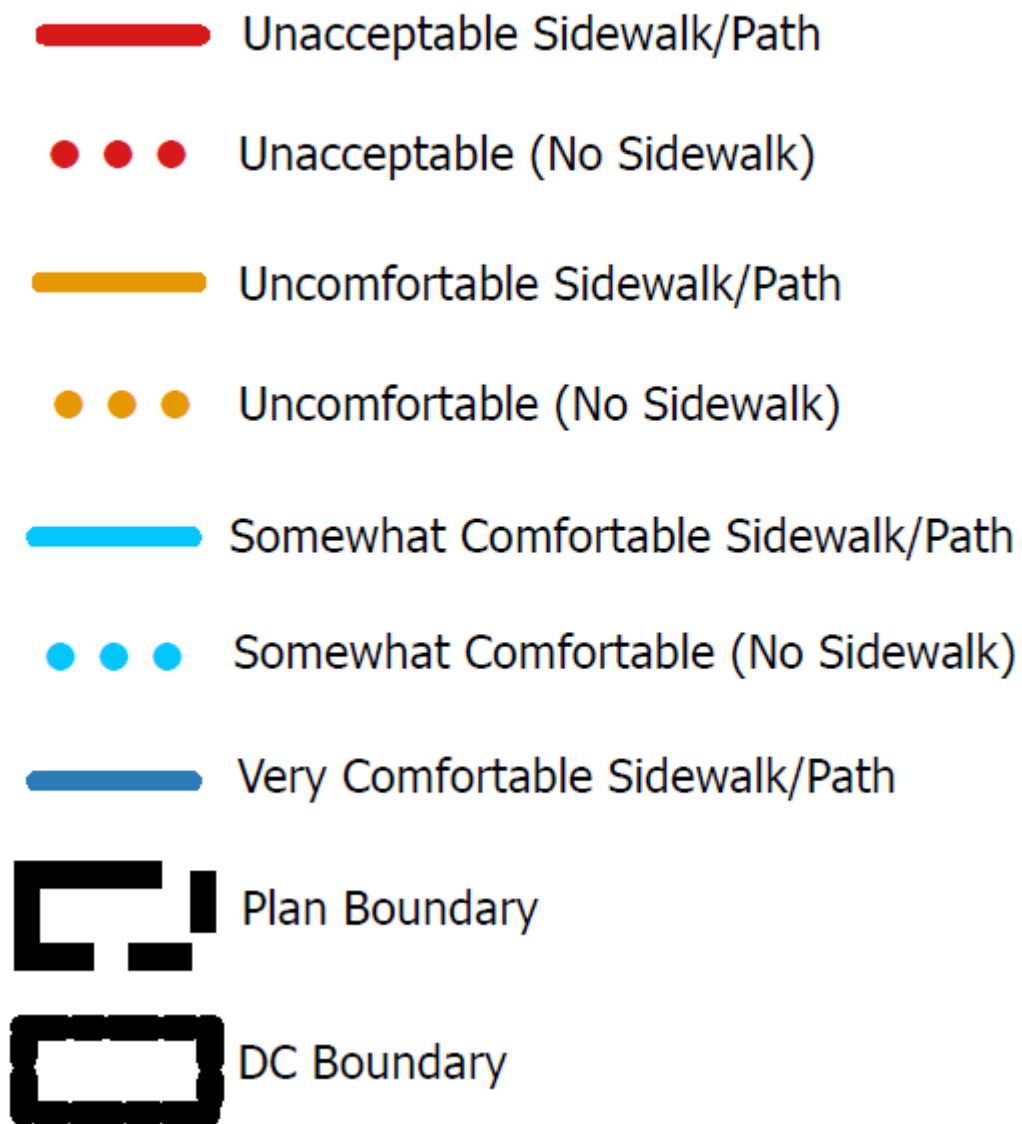 Unacceptable Sidewalk/Path
Unacceptable (No Sidewalk)
Uncomfortable Sidewalk/Path
Uncomfortable (No Sidewalk)
Somewhat Comfortable Sidewalk/Path
Somewhat Comfortable (No Sidewalk)
Very Comfortable Sidewalk/Path
Plan Boundary
DC Boundary